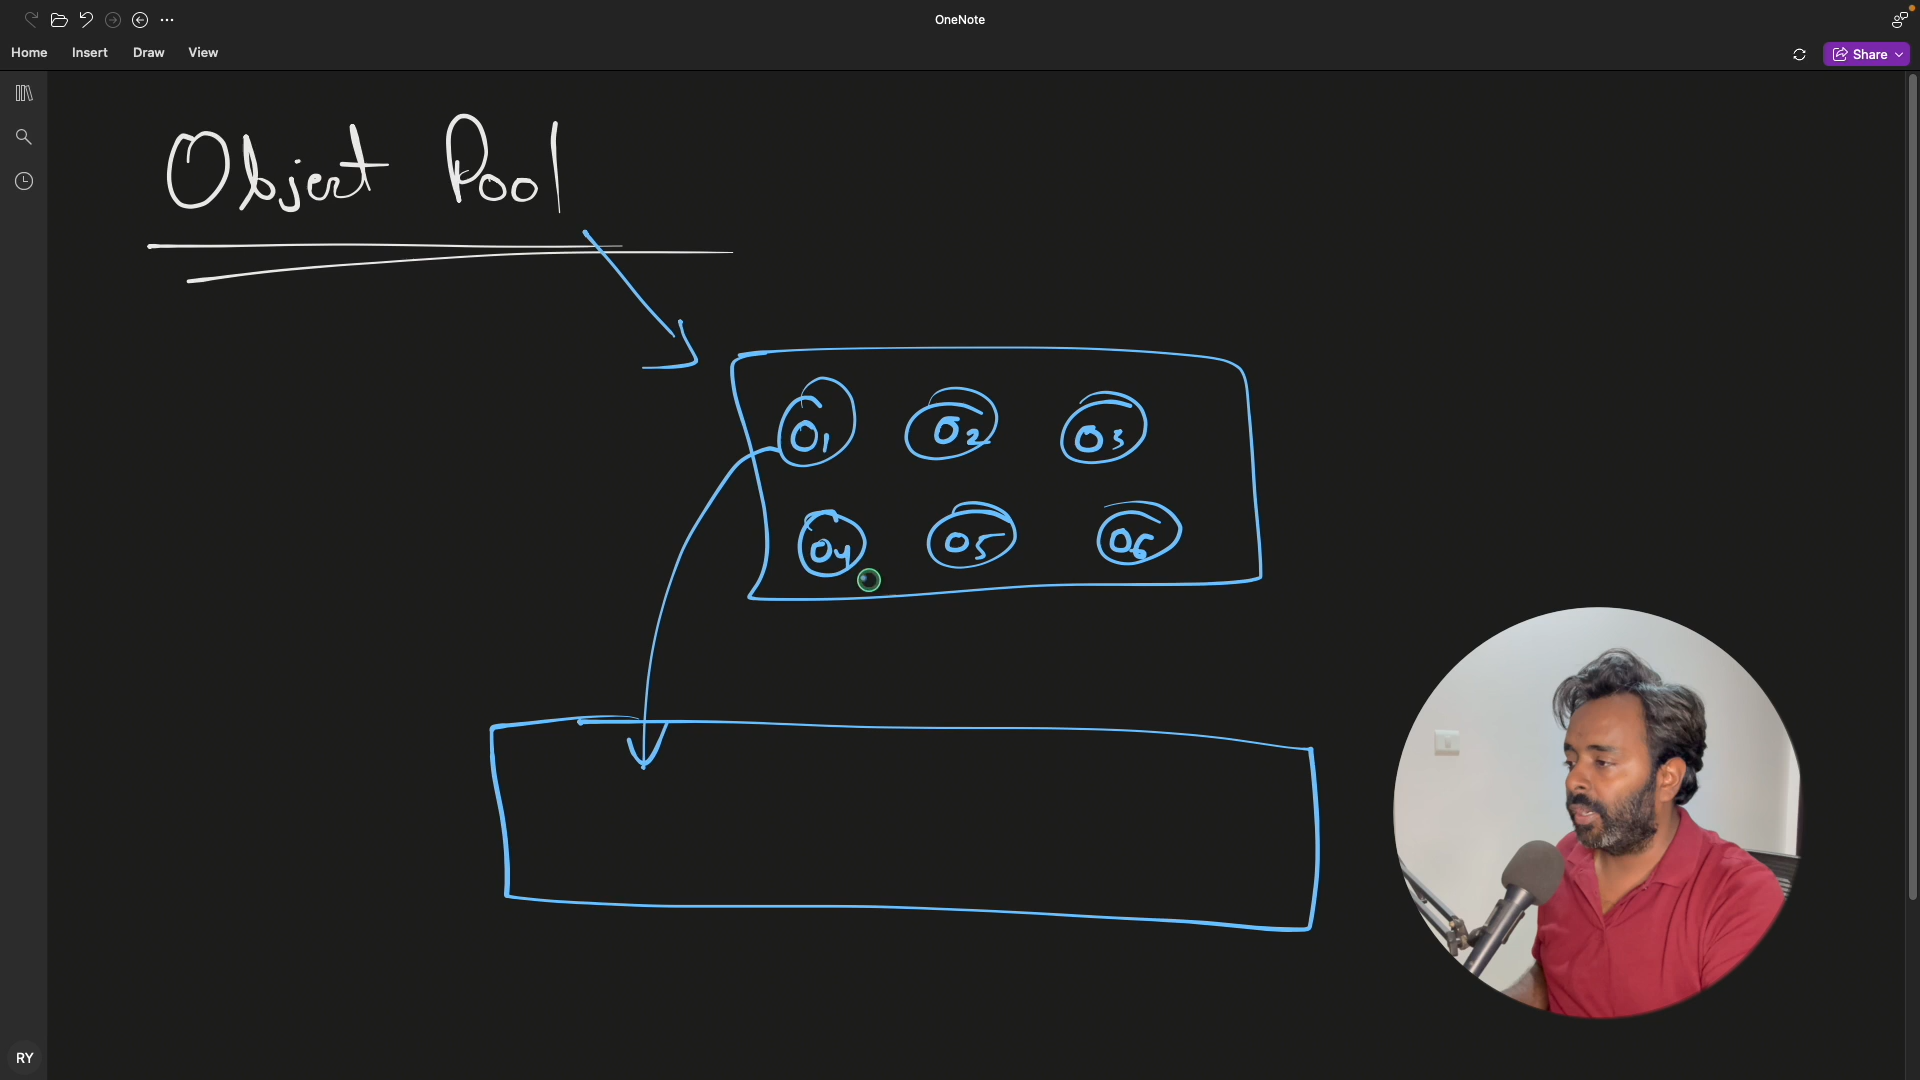 OneNote
Home Insert Draw View
Share
Object Pool
O1 O2 O3
O4 O5 O6
RY